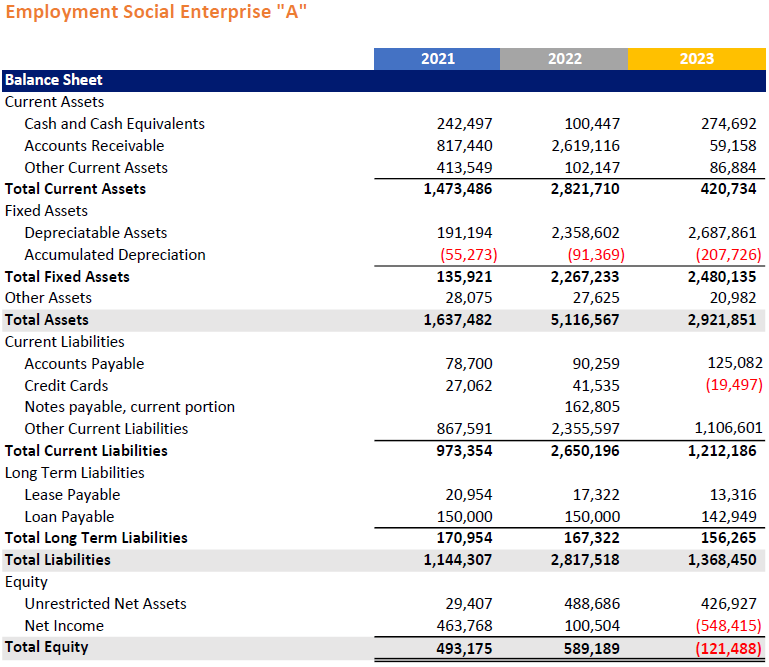 Employment Social Enterprise "A"
2021 2022 2023
Balance Sheet
Current Assets
Cash and Cash Equivalents 242,497 100,447 274,692
Accounts Receivable 817,440 2,619,116 59,158
Other Current Assets 413,549 102,147 86,884
Total Current Assets 1,473,486 2,821,710 420,734
Fixed Assets
Depreciatable Assets 191,194 2,358,602 2,687,861
Accumulated Depreciation (55,273) (91,369) (207,726)
Total Fixed Assets 135,921 2,267,233 2,480,135
Other Assets 28,075 27,625 20,982
Total Assets 1,637,482 5,116,567 2,921,851
Current Liabilities
Accounts Payable 78,700 90,259 125,082
Credit Cards 27,062 41,535 (19,497)
Notes payable, current portion 162,805
Other Current Liabilities 867,591 2,355,597 1,106,601
Total Current Liabilities 973,354 2,650,196 1,212,186
Long Term Liabilities
Lease Payable 20,954 17,322 13,316
Loan Payable 150,000 150,000 142,949
Total Long Term Liabilities 170,954 167,322 156,265
Total Liabilities 1,144,307 2,817,518 1,368,450
Equity
Unrestricted Net Assets 29,407 488,686 426,927
Net Income 463,768 100,504 (548,415)
Total Equity 493,175 589,189 (121,488)